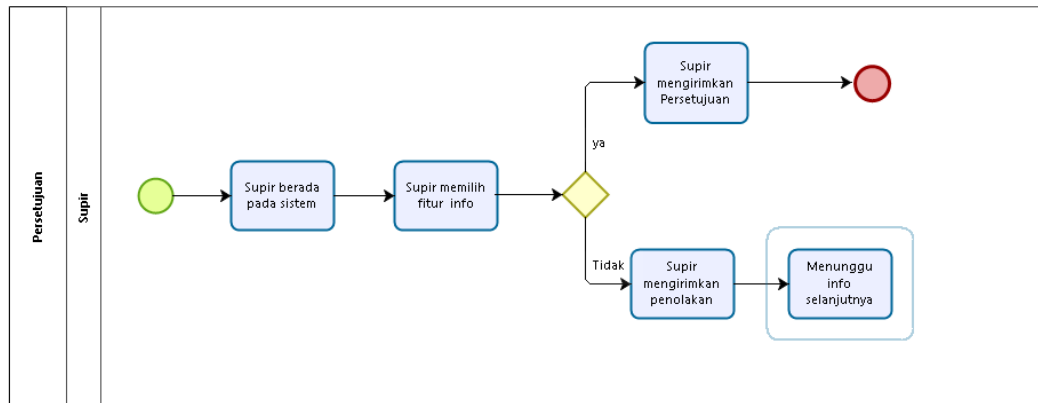 Persetujuan
Supir
Supir berada
pada sistem
Supir memilih
fitur info
ya
Supir
mengirimkan
Persetujuan
Tidak
Supir
mengirimkan
penolakan
Menunggu
info
selanjutnya